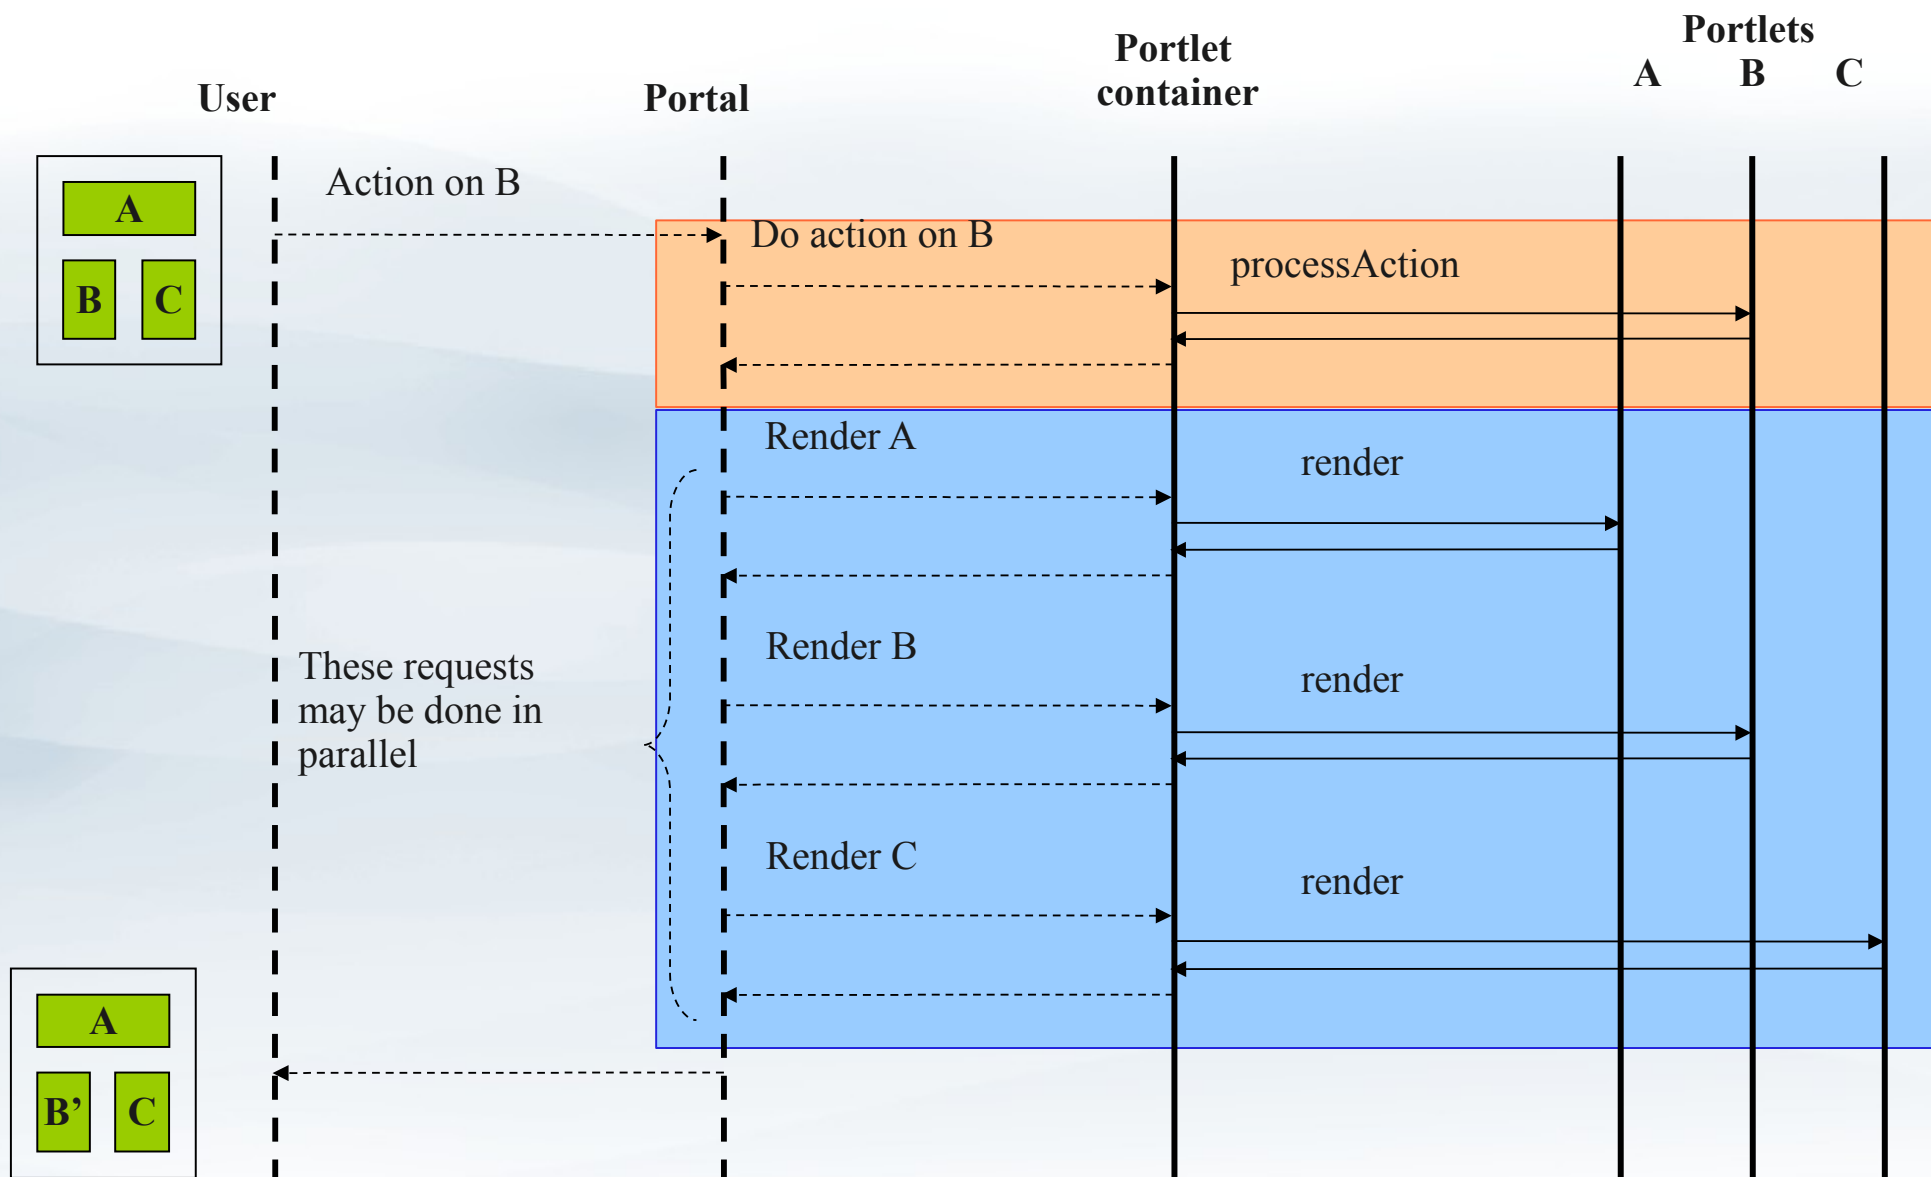 Portlets
Portlet
container
A B C
User
Portal
Action on B
A
Do action on B
processAction
B
C
Render A
render
Render B
These requests
may be done in
parallel
render
Render C
render
A
B’
C